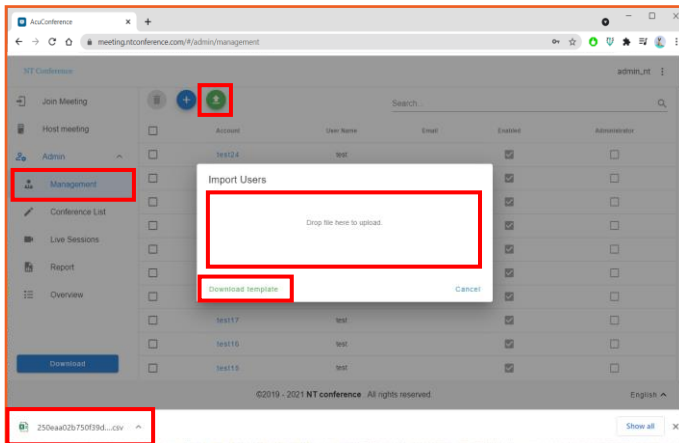 AcuConference
meeting.ntconference.com/#/admin/management
NT Conference
admin_nt
Join Meeting
Search...
Host meeting
Account User Name Email Enabled Administrator
Admin
test24 test
Import Users
Management
Drop file here to upload.
Conference List
Live Sessions
Report
Download template Cancel
Overview
test17 test
test16 test
test15 test
Download
©2019 - 2021 NT conference All rights reserved.
English
250eaa02b750f39d....csv
Show all